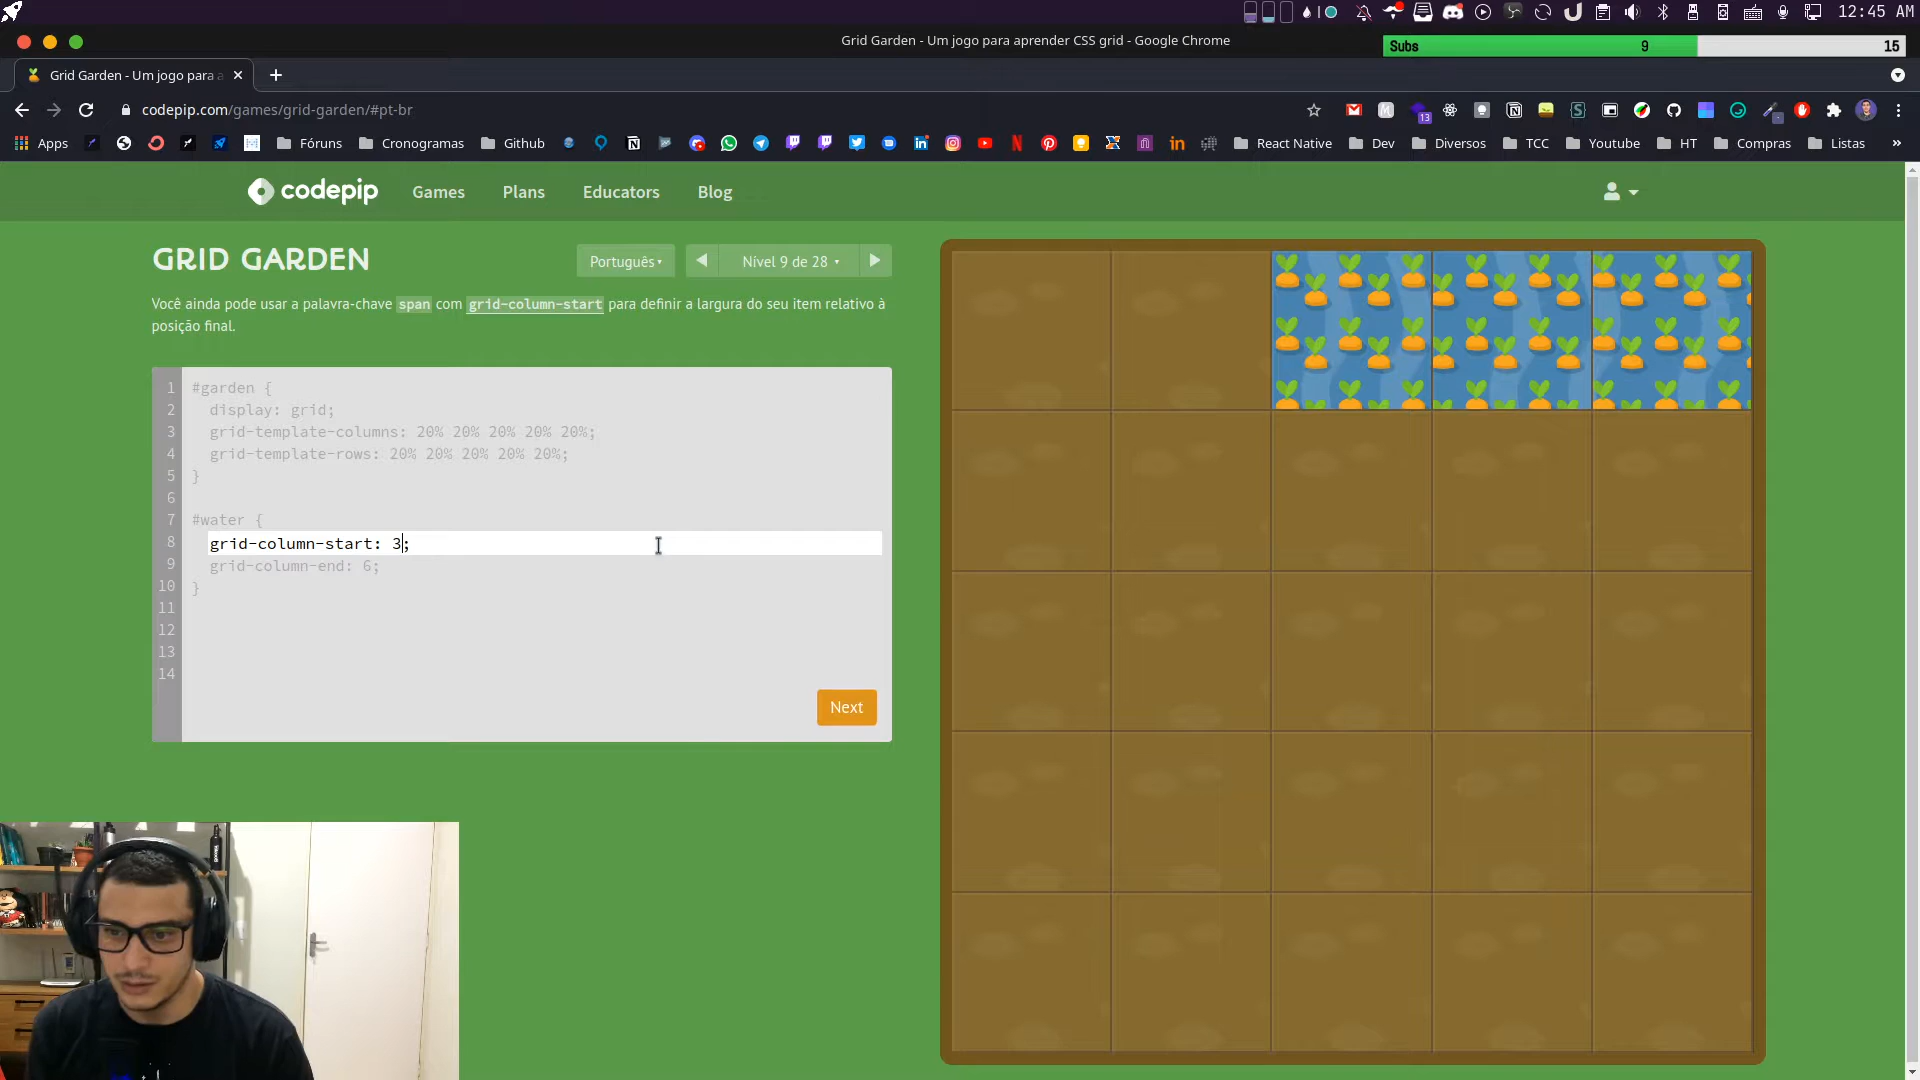 12:45 AM
Grid Garden - Um jogo para aprender CSS grid - Google Chrome
Subs 9 15
Grid Garden - Um jogo para a
codepip.com/games/grid-garden/#pt-br
13
Apps
Fóruns
Cronogramas
Github
React Native
Dev
Diversos
TCC
Youtube
HT
Compras
Listas
codepip
Games
Plans
Educators
Blog
GRID GARDEN
Português
Nível 9 de 28
Você ainda pode usar a palavra-chave span com grid-column-start para definir a largura do seu item relativo à
posição final.
1 #garden {
2 display: grid;
3 grid-template-columns: 20% 20% 20% 20% 20%;
4 grid-template-rows: 20% 20% 20% 20% 20%;
5 }
6
7 #water {
8 grid-column-start: 3;
9 grid-column-end: 6;
10 }
11
12
13
14
Next